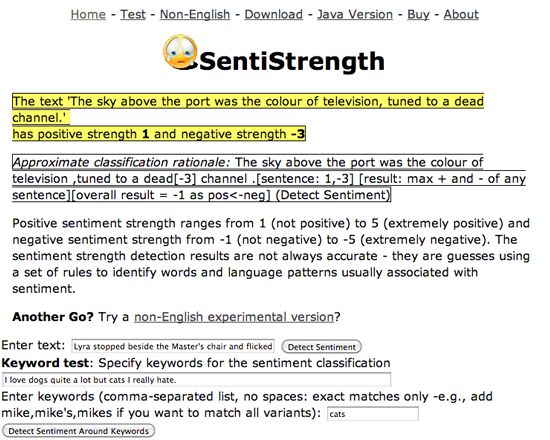 Home - Test - Non-English - Download - Java Version - Buy - About
SentiStrength
The text 'The sky above the port was the colour of television, tuned to a dead
channel.'
has positive strength 1 and negative strength -3
Approximate classification rationale: The sky above the port was the colour of
television ,tuned to a dead[-3] channel .[sentence: 1,-3] [result: max + and - of any
sentence][overall result = -1 as pos<-neg] (Detect Sentiment)
Positive sentiment strength ranges from 1 (not positive) to 5 (extremely positive) and
negative sentiment strength from -1 (not negative) to -5 (extremely negative). The
sentiment strength detection results are not always accurate - they are guesses using
a set of rules to identify words and language patterns usually associated with
sentiment.
Another Go? Try a non-English experimental version?
Enter text: Lyra stopped beside the Master's chair and flicked Detect Sentiment
Keyword test: Specify keywords for the sentiment classification
I love dogs quite a lot but cats I really hate.
Enter keywords (comma-separated list, no spaces: exact matches only -e.g., add
mike,mike's,mikes if you want to match all variants): cats
Detect Sentiment Around Keywords